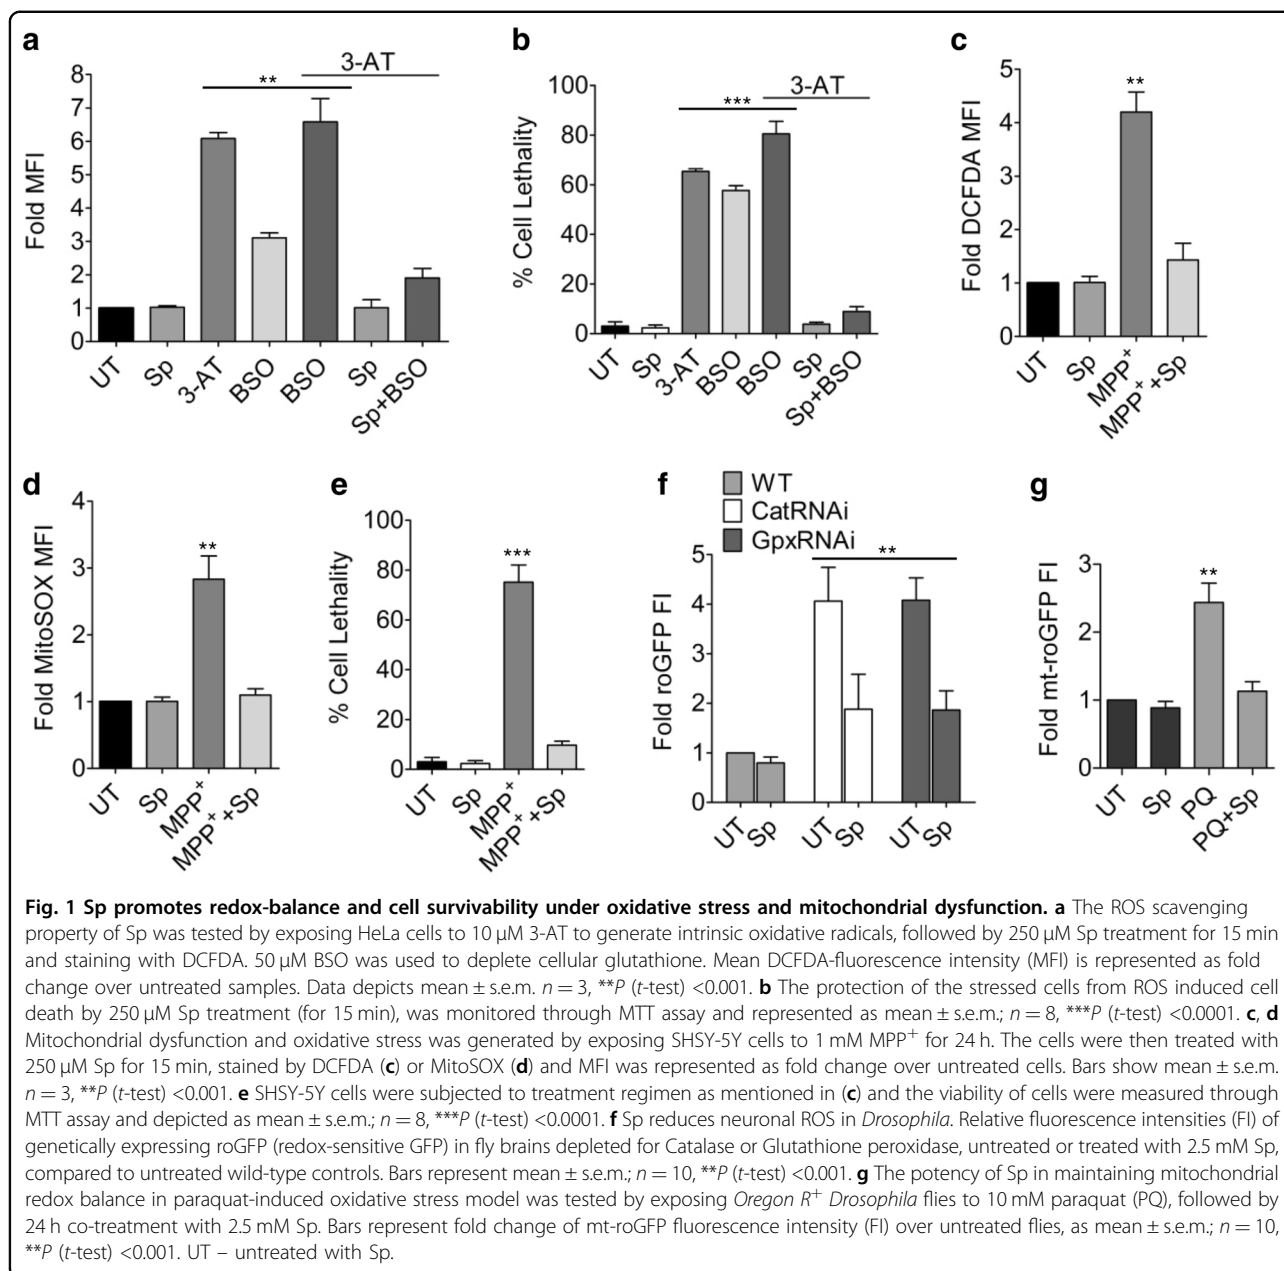 a
3-AT
**
8
7
6
5
4
3
2
1
0
Fold MFI
UT
Sp
3-AT
BSO
BSO
Sp
Sp+BSO
b
3-AT
***
100
80
60
40
20
0
% Cell Lethality
UT
Sp
3-AT
BSO
BSO
Sp
Sp+BSO
c
**
5
4
3
2
1
0
Fold DCFDA MFI
UT
Sp
MPP⁺
MPP⁺+Sp
d
**
4
3
2
1
0
Fold MitoSOX MFI
UT
Sp
MPP⁺
MPP⁺+Sp
e
***
100
80
60
40
20
0
% Cell Lethality
UT
Sp
MPP⁺
MPP⁺+Sp
f
WT
CatRNAi
GpxRNAi
**
5
4
3
2
1
0
Fold roGFP FI
UT
Sp
UT
Sp
UT
Sp
g
**
3
2
1
0
Fold mt-roGFP FI
UT
Sp
PQ
PQ+Sp
Fig. 1 Sp promotes redox-balance and cell survivability under oxidative stress and mitochondrial dysfunction. a The ROS scavenging
property of Sp was tested by exposing HeLa cells to 10 µM 3-AT to generate intrinsic oxidative radicals, followed by 250 µM Sp treatment for 15 min
and staining with DCFDA. 50 µM BSO was used to deplete cellular glutathione. Mean DCFDA-fluorescence intensity (MFI) is represented as fold
change over untreated samples. Data depicts mean ± s.e.m. n = 3, **P (t-test) <0.001. b The protection of the stressed cells from ROS induced cell
death by 250 µM Sp treatment (for 15 min), was monitored through MTT assay and represented as mean ± s.e.m.; n = 8, ***P (t-test) <0.0001. c, d
Mitochondrial dysfunction and oxidative stress was generated by exposing SHSY-5Y cells to 1 mM MPP⁺ for 24 h. The cells were then treated with
250 µM Sp for 15 min, stained by DCFDA (c) or MitoSOX (d) and MFI was represented as fold change over untreated cells. Bars show mean ± s.e.m.
n = 3, **P (t-test) <0.001. e SHSY-5Y cells were subjected to treatment regimen as mentioned in (c) and the viability of cells were measured through
MTT assay and depicted as mean ± s.e.m.; n = 8, ***P (t-test) <0.0001. f Sp reduces neuronal ROS in Drosophila. Relative fluorescence intensities (FI) of
genetically expressing roGFP (redox-sensitive GFP) in fly brains depleted for Catalase or Glutathione peroxidase, untreated or treated with 2.5 mM Sp,
compared to untreated wild-type controls. Bars represent mean ± s.e.m.; n = 10, **P (t-test) <0.001. g The potency of Sp in maintaining mitochondrial
redox balance in paraquat-induced oxidative stress model was tested by exposing Oregon R⁺ Drosophila flies to 10 mM paraquat (PQ), followed by
24 h co-treatment with 2.5 mM Sp. Bars represent fold change of mt-roGFP fluorescence intensity (FI) over untreated flies, as mean ± s.e.m.; n = 10,
**P (t-test) <0.001. UT – untreated with Sp.